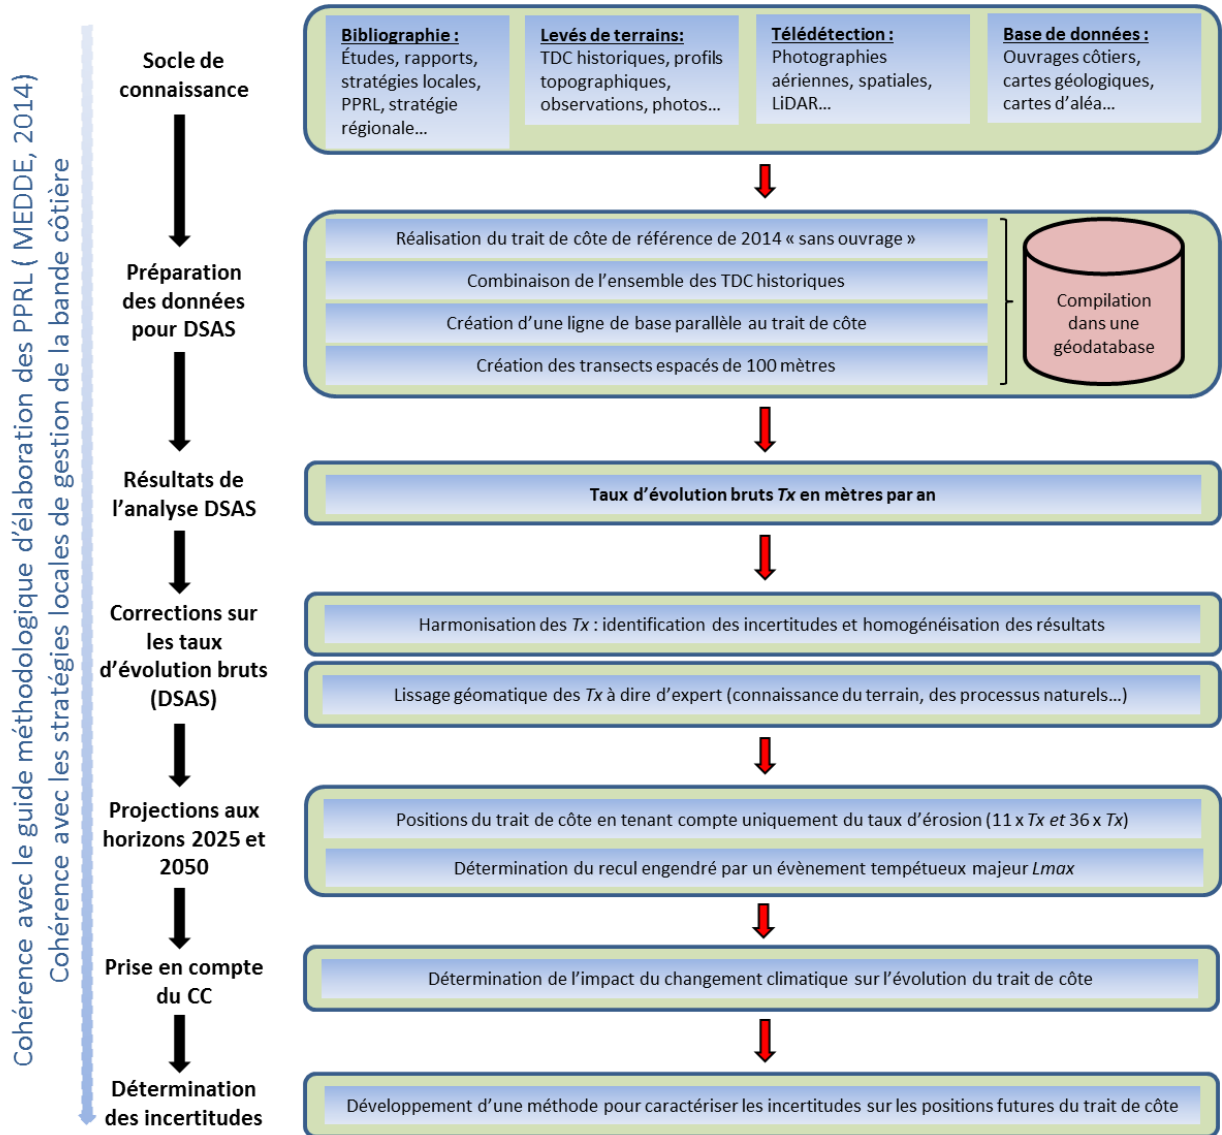 Cohérence avec le guide méthodologique d'élaboration des PPRL ( MEDDE, 2014)
Cohérence avec les stratégies locales de gestion de la bande côtière
Socle de
connaissance
Bibliographie :
Études, rapports,
stratégies locales,
PPRL, stratégie
régionale…
Levés de terrains:
TDC historiques, profils
topographiques,
observations, photos…
Télédétection :
Photographies
aériennes, spatiales,
LiDAR…
Base de données :
Ouvrages côtiers,
cartes géologiques,
cartes d'aléa…
Préparation
des données
pour DSAS
Réalisation du trait de côte de référence de 2014 « sans ouvrage »
Combinaison de l'ensemble des TDC historiques
Création d'une ligne de base parallèle au trait de côte
Création des transects espacés de 100 mètres
Compilation
dans une
géodatabase
Résultats de
l'analyse DSAS
Taux d'évolution bruts Tx en mètres par an
Corrections sur
les taux
d'évolution bruts
(DSAS)
Harmonisation des Tx : identification des incertitudes et homogénéisation des résultats
Lissage géomatique des Tx à dire d'expert (connaissance du terrain, des processus naturels…)
Projections aux
horizons 2025 et
2050
Positions du trait de côte en tenant compte uniquement du taux d'érosion (11 x Tx et 36 x Tx)
Détermination du recul engendré par un évènement tempétueux majeur Lmax
Prise en compte
du CC
Détermination de l'impact du changement climatique sur l'évolution du trait de côte
Détermination
des incertitudes
Développement d'une méthode pour caractériser les incertitudes sur les positions futures du trait de côte